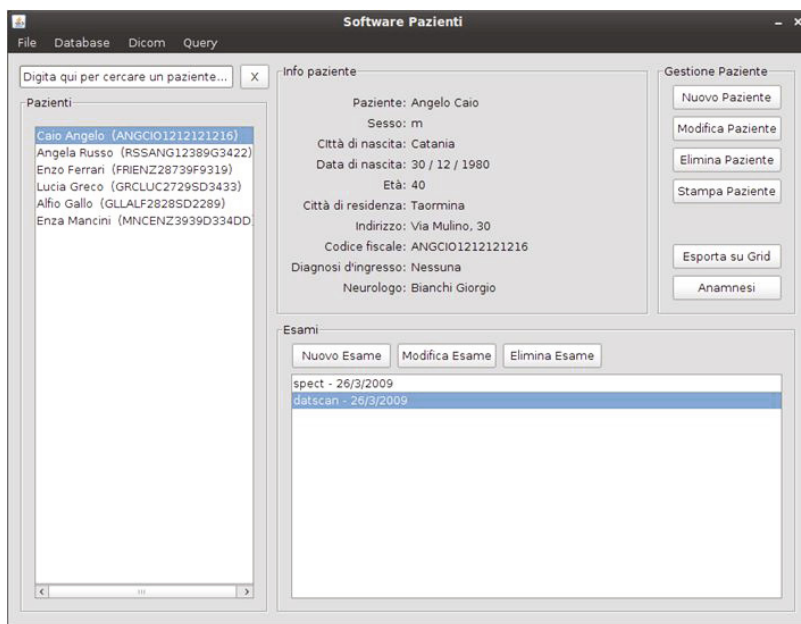 Software Pazienti
File Database Dicom Query
Digita qui per cercare un paziente... X
Pazienti
Caio Angelo (ANGCIO1212121216)
Angela Russo (RSSANG12389G3422)
Enzo Ferrari (FRIENZ28739F9319)
Lucia Greco (GRCLUC2729SD3433)
Alfio Gallo (GLLALF2828SD2289)
Enza Mancini (MNCENZ3939D334DD
Info paziente
Paziente: Angelo Caio
Sesso: m
CIttà di nascita: Catania
Data di nascita: 30 / 12 / 1980
Età: 40
Città di residenza: Taormina
Indirizzo: Via Mulino, 30
Codice fiscale: ANGCIO1212121216
Diagnosi d'ingresso: Nessuna
Neurologo: Bianchi Giorgio
Gestione Paziente
Nuovo Paziente
Modifica Paziente
Elimina Paziente
Stampa Paziente
Esporta su Grid
Anamnesi
Esami
Nuovo Esame Modifica Esame Elimina Esame
spect - 26/3/2009
datscan - 26/3/2009